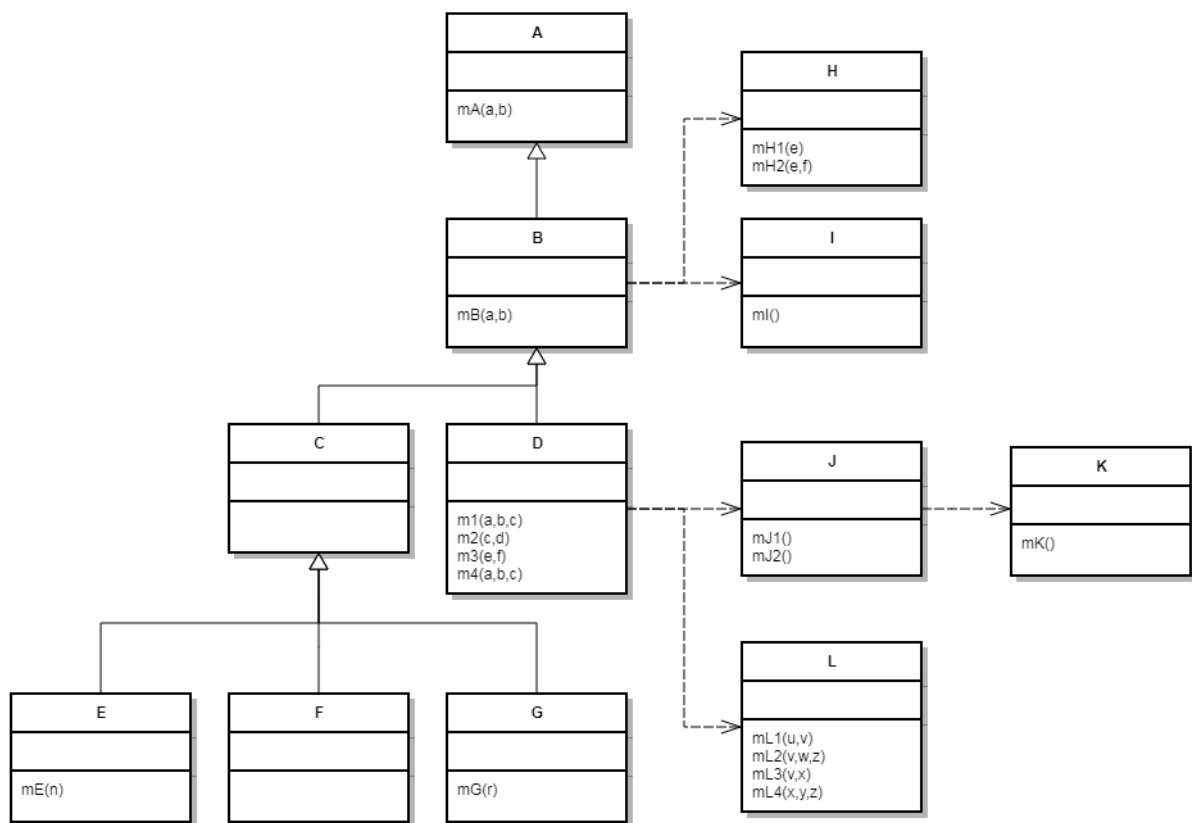 A
mA(a,b)
H
mH1(e)
mH2(e,f)
B
mB(a,b)
I
mI()
C
D
m1(a,b,c)
m2(c,d)
m3(e,f)
m4(a,b,c)
J
mJ1()
mJ2()
K
mK()
L
mL1(u,v)
mL2(v,w,z)
mL3(v,x)
mL4(x,y,z)
E
mE(n)
F
G
mG(r)